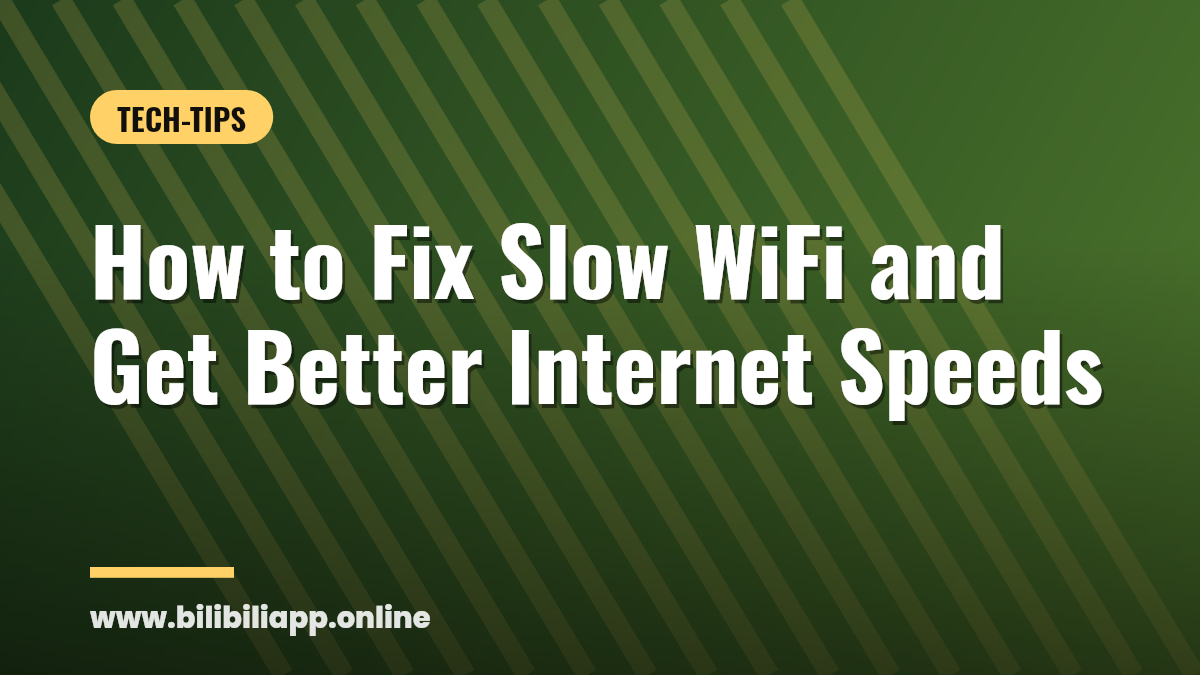 TECH-TIPS
How to Fix Slow WiFi and
Get Better Internet Speeds
www.bilibiliapp.online